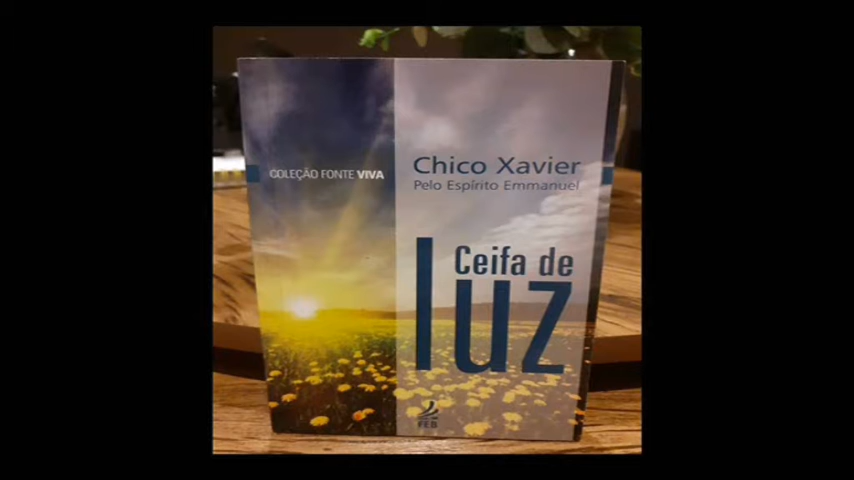 COLEÇÃO FONTE VIVA
Chico Xavier
Pelo Espírito Emmanuel
Ceifa de
luz
FEB